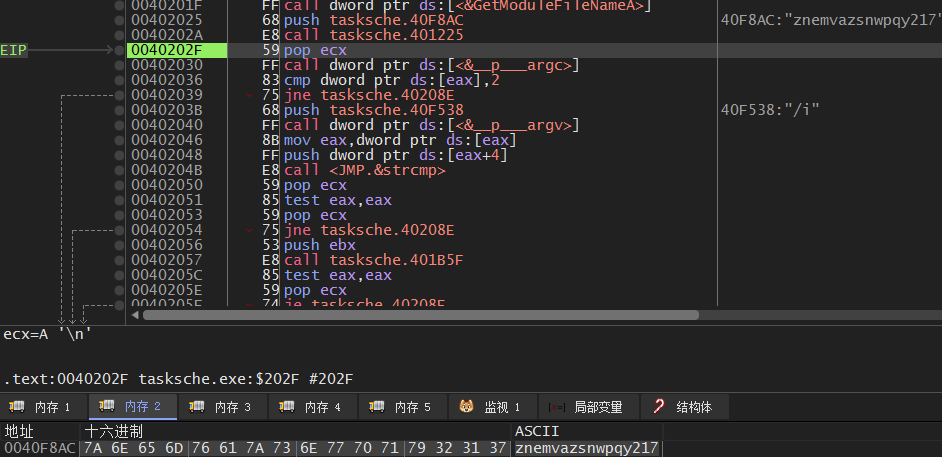 0040201F FF call dword ptr ds:[<&GetModuleFileNameA>]
00402025 68 push tasksche.40F8AC 40F8AC:"znemvazsnwpqy217"
0040202A E8 call tasksche.401225
EIP 0040202F 59 pop ecx
00402030 FF call dword ptr ds:[<&__p___argc>]
00402036 83 cmp dword ptr ds:[eax],2
00402039 75 jne tasksche.40208E
0040203B 68 push tasksche.40F538 40F538:"/i"
00402040 FF call dword ptr ds:[<&__p___argv>]
00402046 8B mov eax,dword ptr ds:[eax]
00402048 FF push dword ptr ds:[eax+4]
0040204B E8 call <JMP.&strcmp>
00402050 59 pop ecx
00402051 85 test eax,eax
00402053 59 pop ecx
00402054 75 jne tasksche.40208E
00402056 53 push ebx
00402057 E8 call tasksche.401B5F
0040205C 85 test eax,eax
0040205E 59 pop ecx
0040205F 74 je tasksche.40208E
ecx=A '\n'
.text:0040202F tasksche.exe:$202F #202F
内存 1 内存 2 内存 3 内存 4 内存 5 监视 1 局部变量 结构体
地址 十六进制 ASCII
0040F8AC 7A 6E 65 6D 76 61 7A 73 6E 77 70 71 79 32 31 37 znemvazsnwpqy217